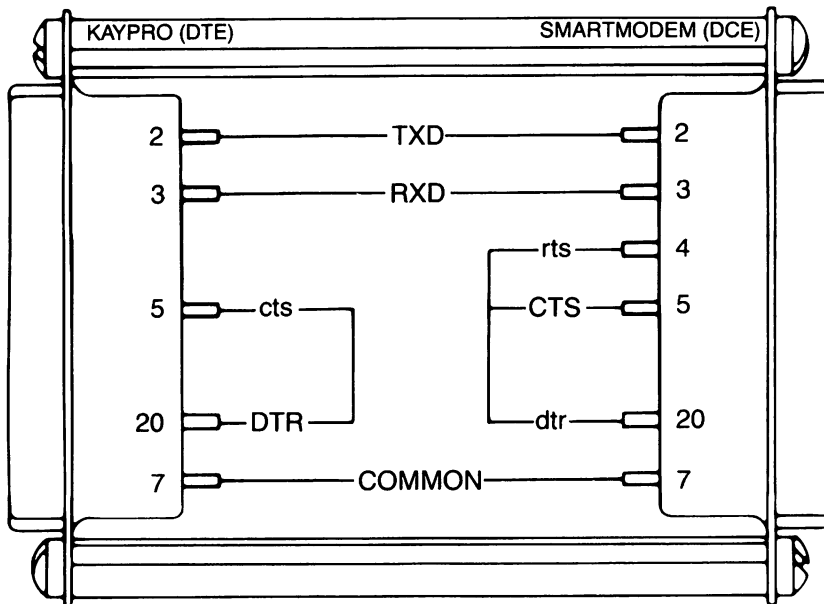 KAYPRO (DTE) SMARTMODEM (DCE)
2 TXD 2
3 RXD 3
rts 4
5 cts CTS 5
20 DTR dtr 20
7 COMMON 7